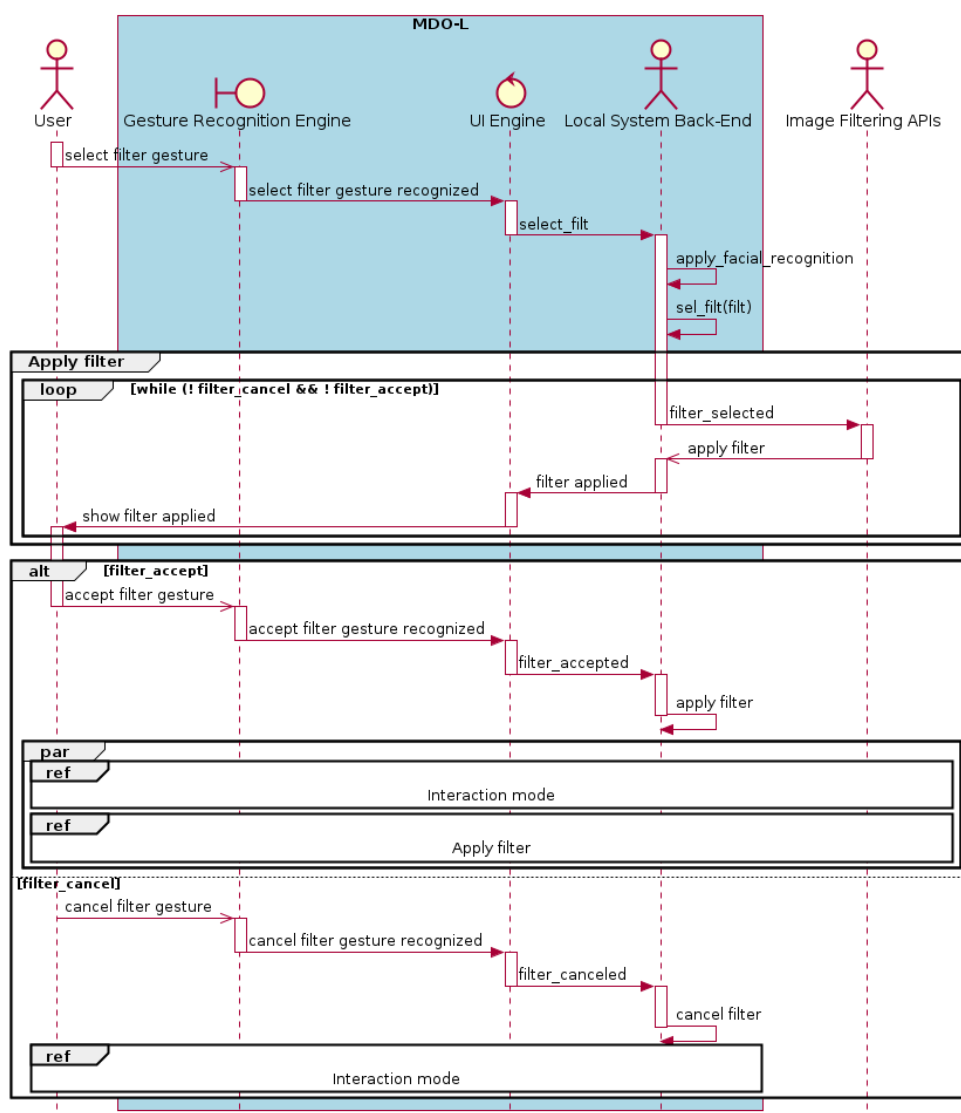 MDO-L
User
Gesture Recognition Engine
UI Engine
Local System Back-End
Image Filtering APIs
select filter gesture
select filter gesture recognized
select_filt
apply_facial_recognition
sel_filt(filt)
Apply filter
loop
[while (! filter_cancel && ! filter_accept)]
filter_selected
apply filter
filter applied
show filter applied
alt
[filter_accept]
accept filter gesture
accept filter gesture recognized
filter_accepted
apply filter
par
ref
Interaction mode
ref
Apply filter
[filter_cancel]
cancel filter gesture
cancel filter gesture recognized
filter_canceled
cancel filter
ref
Interaction mode